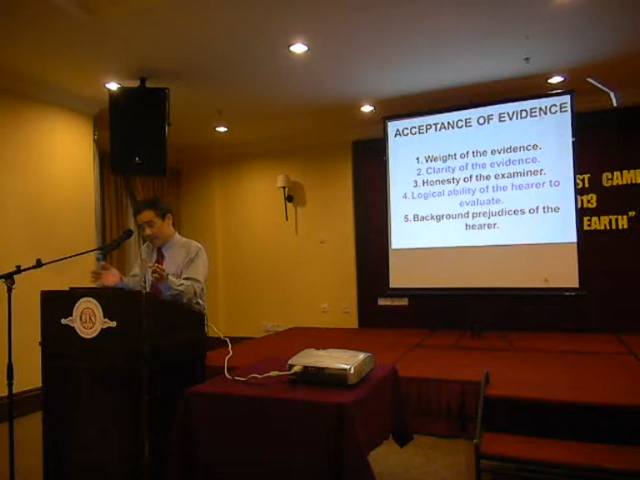 ACCEPTANCE OF EVIDENCE
1. Weight of the evidence.
2. Clarity of the evidence.
3. Honesty of the examiner.
4. Logical ability of the hearer to
evaluate.
5. Background prejudices of the
hearer.
ST CAM
013
EARTH"